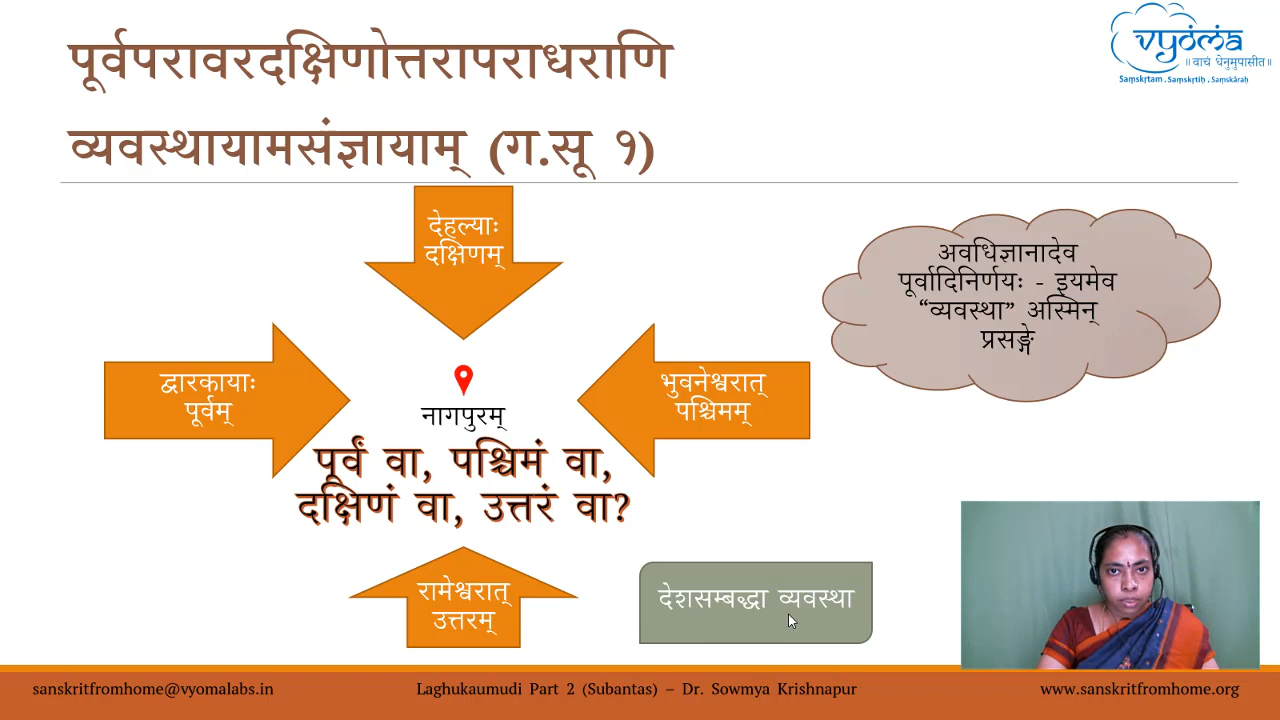 पूर्वपरावरदक्षिणोत्तरापराधराणि
व्यवस्थायामसंज्ञायाम् (ग.सू १)
vyoma
॥ वाचं धेनुमुपासीत॥
Saṃskṛtam . Saṃskṛtiḥ . Saṃskāraḥ
देहल्याः
दक्षिणम्
अवधिज्ञानादेव
पूर्वादिनिर्णयः - इयमेव
“व्यवस्था” अस्मिन्
प्रसङ्गे
द्वारकायाः
पूर्वम्
नागपुरम्
भुवनेश्वरात्
पश्चिमम्
पूर्वं वा, पश्चिमं वा,
दक्षिणं वा, उत्तरं वा?
रामेश्वरात्
उत्तरम्
देशसम्बद्धा व्यवस्था
sanskritfromhome@vyomalabs.in
Laghukaumudi Part 2 (Subantas) – Dr. Sowmya Krishnapur
www.sanskritfromhome.org